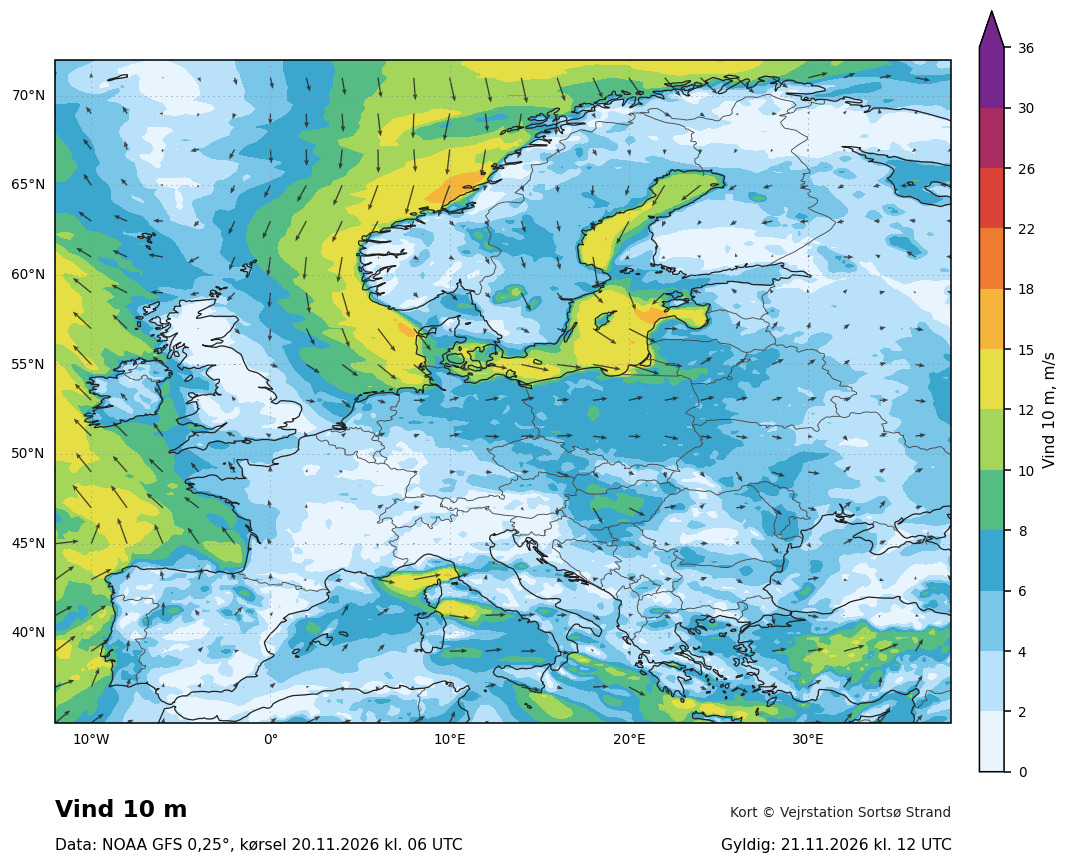 36
30
26
22
18
15
12
10
8
6
4
2
0
Vind 10 m, m/s
70°N
65°N
60°N
55°N
50°N
45°N
40°N
10°W
0°
10°E
20°E
30°E
Vind 10 m
Kort © Vejrstation Sortsø Strand
Data: NOAA GFS 0,25°, kørsel 20.11.2026 kl. 06 UTC
Gyldig: 21.11.2026 kl. 12 UTC